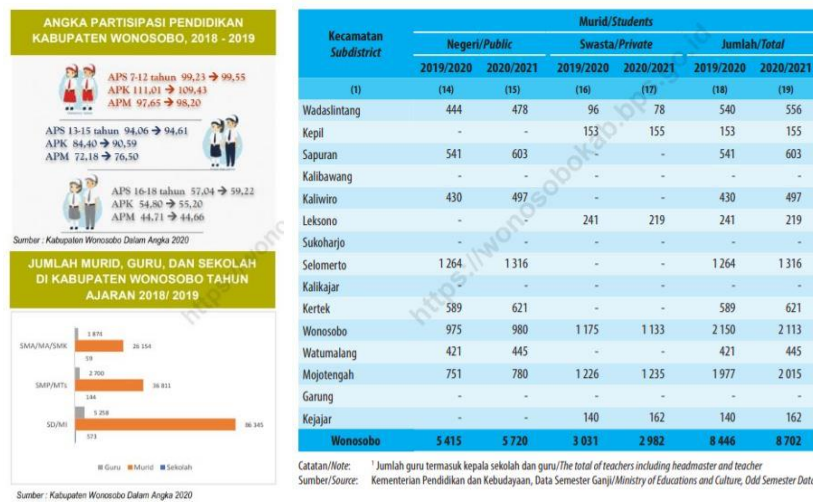 ANGKA PARTISIPASI PENDIDIKAN
KABUPATEN WONOSOBO, 2018 - 2019
APS 7-12 tahun 99,23 → 99,55
APK 111,01 → 109,43
APM 97,65 → 98,20
APS 13-15 tahun 94,06 → 94,61
APK 84,40 → 90,59
APM 72,18 → 76,50
APS 16-18 tahun 57,04 → 59,22
APK 54,80 → 55,20
APM 44,71 → 44,66
Sumber : Kabupaten Wonosobo Dalam Angka 2020
JUMLAH MURID, GURU, DAN SEKOLAH
DI KABUPATEN WONOSOBO TAHUN
AJARAN 2018/ 2019
1 874
SMA/MA/SMK 26 154
59
2 700
SMP/MTs 36 811
144
5 258
SD/MI 86 345
573
Guru Murid Sekolah
Sumber : Kabupaten Wonosobo Dalam Angka 2020
Kecamatan
Subdistrict
Murid/Students
Negeri/Public Swasta/Private Jumlah/Total
2019/2020 2020/2021 2019/2020 2020/2021 2019/2020 2020/2021
(1) (14) (15) (16) (17) (18) (19)
Wadaslintang 444 478 96 78 540 556
Kepil - - 153 155 153 155
Sapuran 541 603 - - 541 603
Kalibawang - - - - - -
Kaliwiro 430 497 - - 430 497
Leksono - - 241 219 241 219
Sukoharjo - - - - - -
Selomerto 1 264 1 316 - - 1 264 1 316
Kalikajar - - - - - -
Kertek 589 621 - - 589 621
Wonosobo 975 980 1 175 1 133 2 150 2 113
Watumalang 421 445 - - 421 445
Mojotengah 751 780 1 226 1 235 1 977 2 015
Garung - - - - - -
Kejajar - - 140 162 140 162
Wonosobo 5 415 5 720 3 031 2 982 8 446 8 702
Catatan/Note: ¹ Jumlah guru termasuk kepala sekolah dan guru/The total of teachers including headmaster and teacher
Sumber/Source: Kementerian Pendidikan dan Kebudayaan, Data Semester Ganji/Ministry of Educations and Culture, Odd Semester Data
https://wonosobokab.bps.go.id